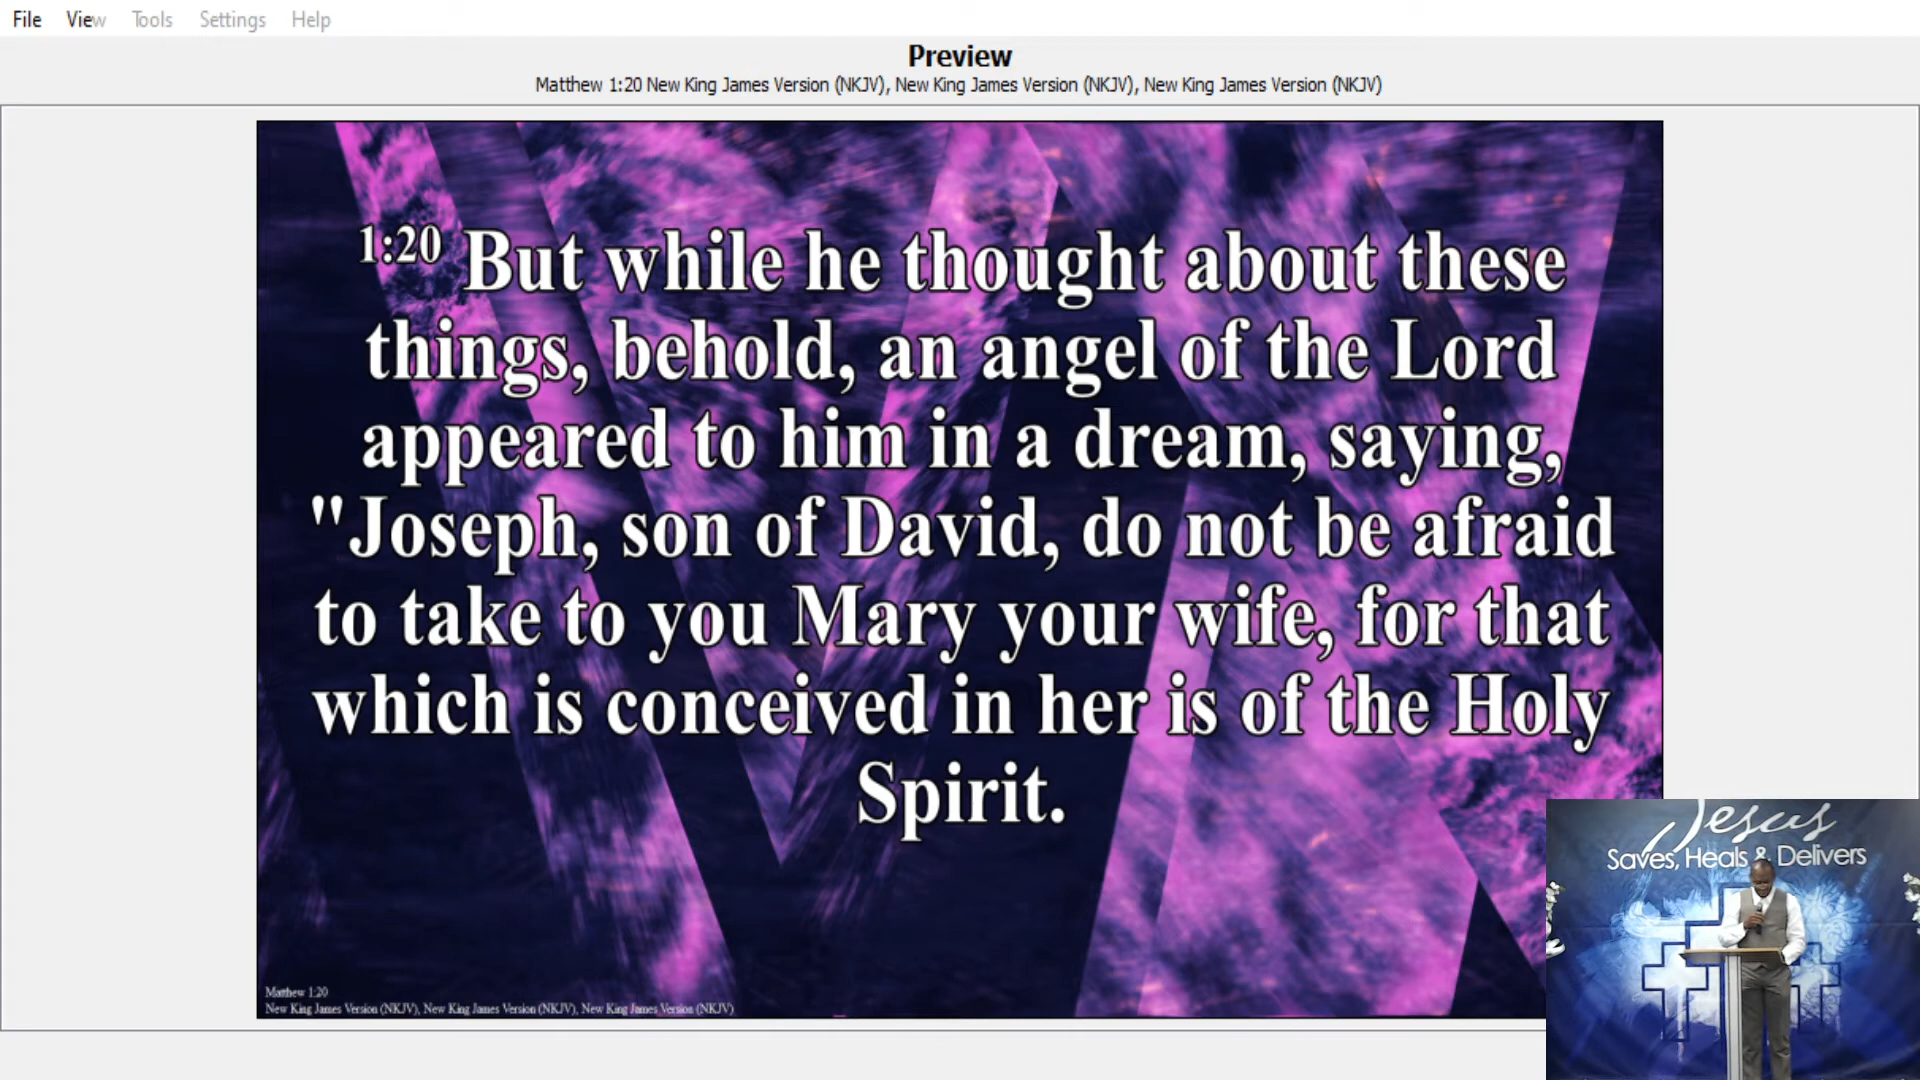 File View Tools Settings Help
Preview
Matthew 1:20 New King James Version (NKJV), New King James Version (NKJV), New King James Version (NKJV)
1:20 But while he thought about these
things, behold, an angel of the Lord
appeared to him in a dream, saying,
"Joseph, son of David, do not be afraid
to take to you Mary your wife, for that
which is conceived in her is of the Holy
Spirit.
Matthew 1:20
New King James Version (NKJV), New King James Version (NKJV), New King James Version (NKJV)
Jesus
Saves, Heals & Delivers